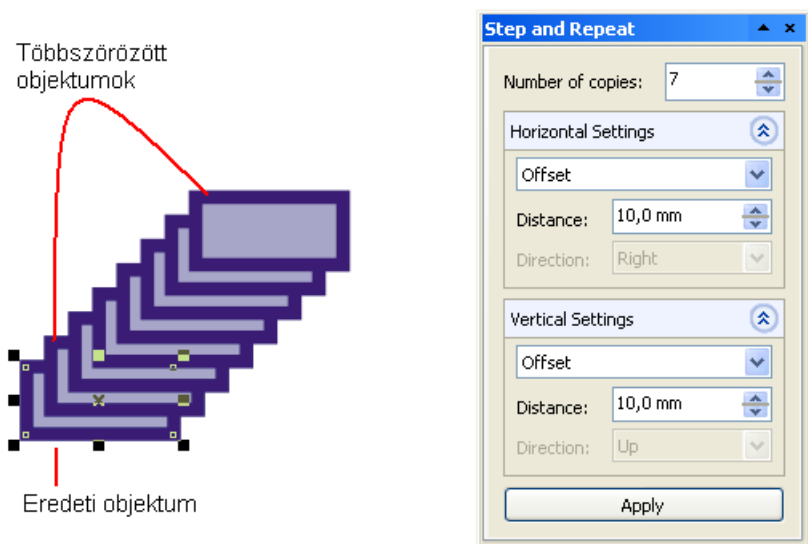 Többszörözött
objektumok
Eredeti objektum
Step and Repeat
Number of copies: 7
Horizontal Settings
Offset
Distance: 10,0 mm
Direction: Right
Vertical Settings
Offset
Distance: 10,0 mm
Direction: Up
Apply